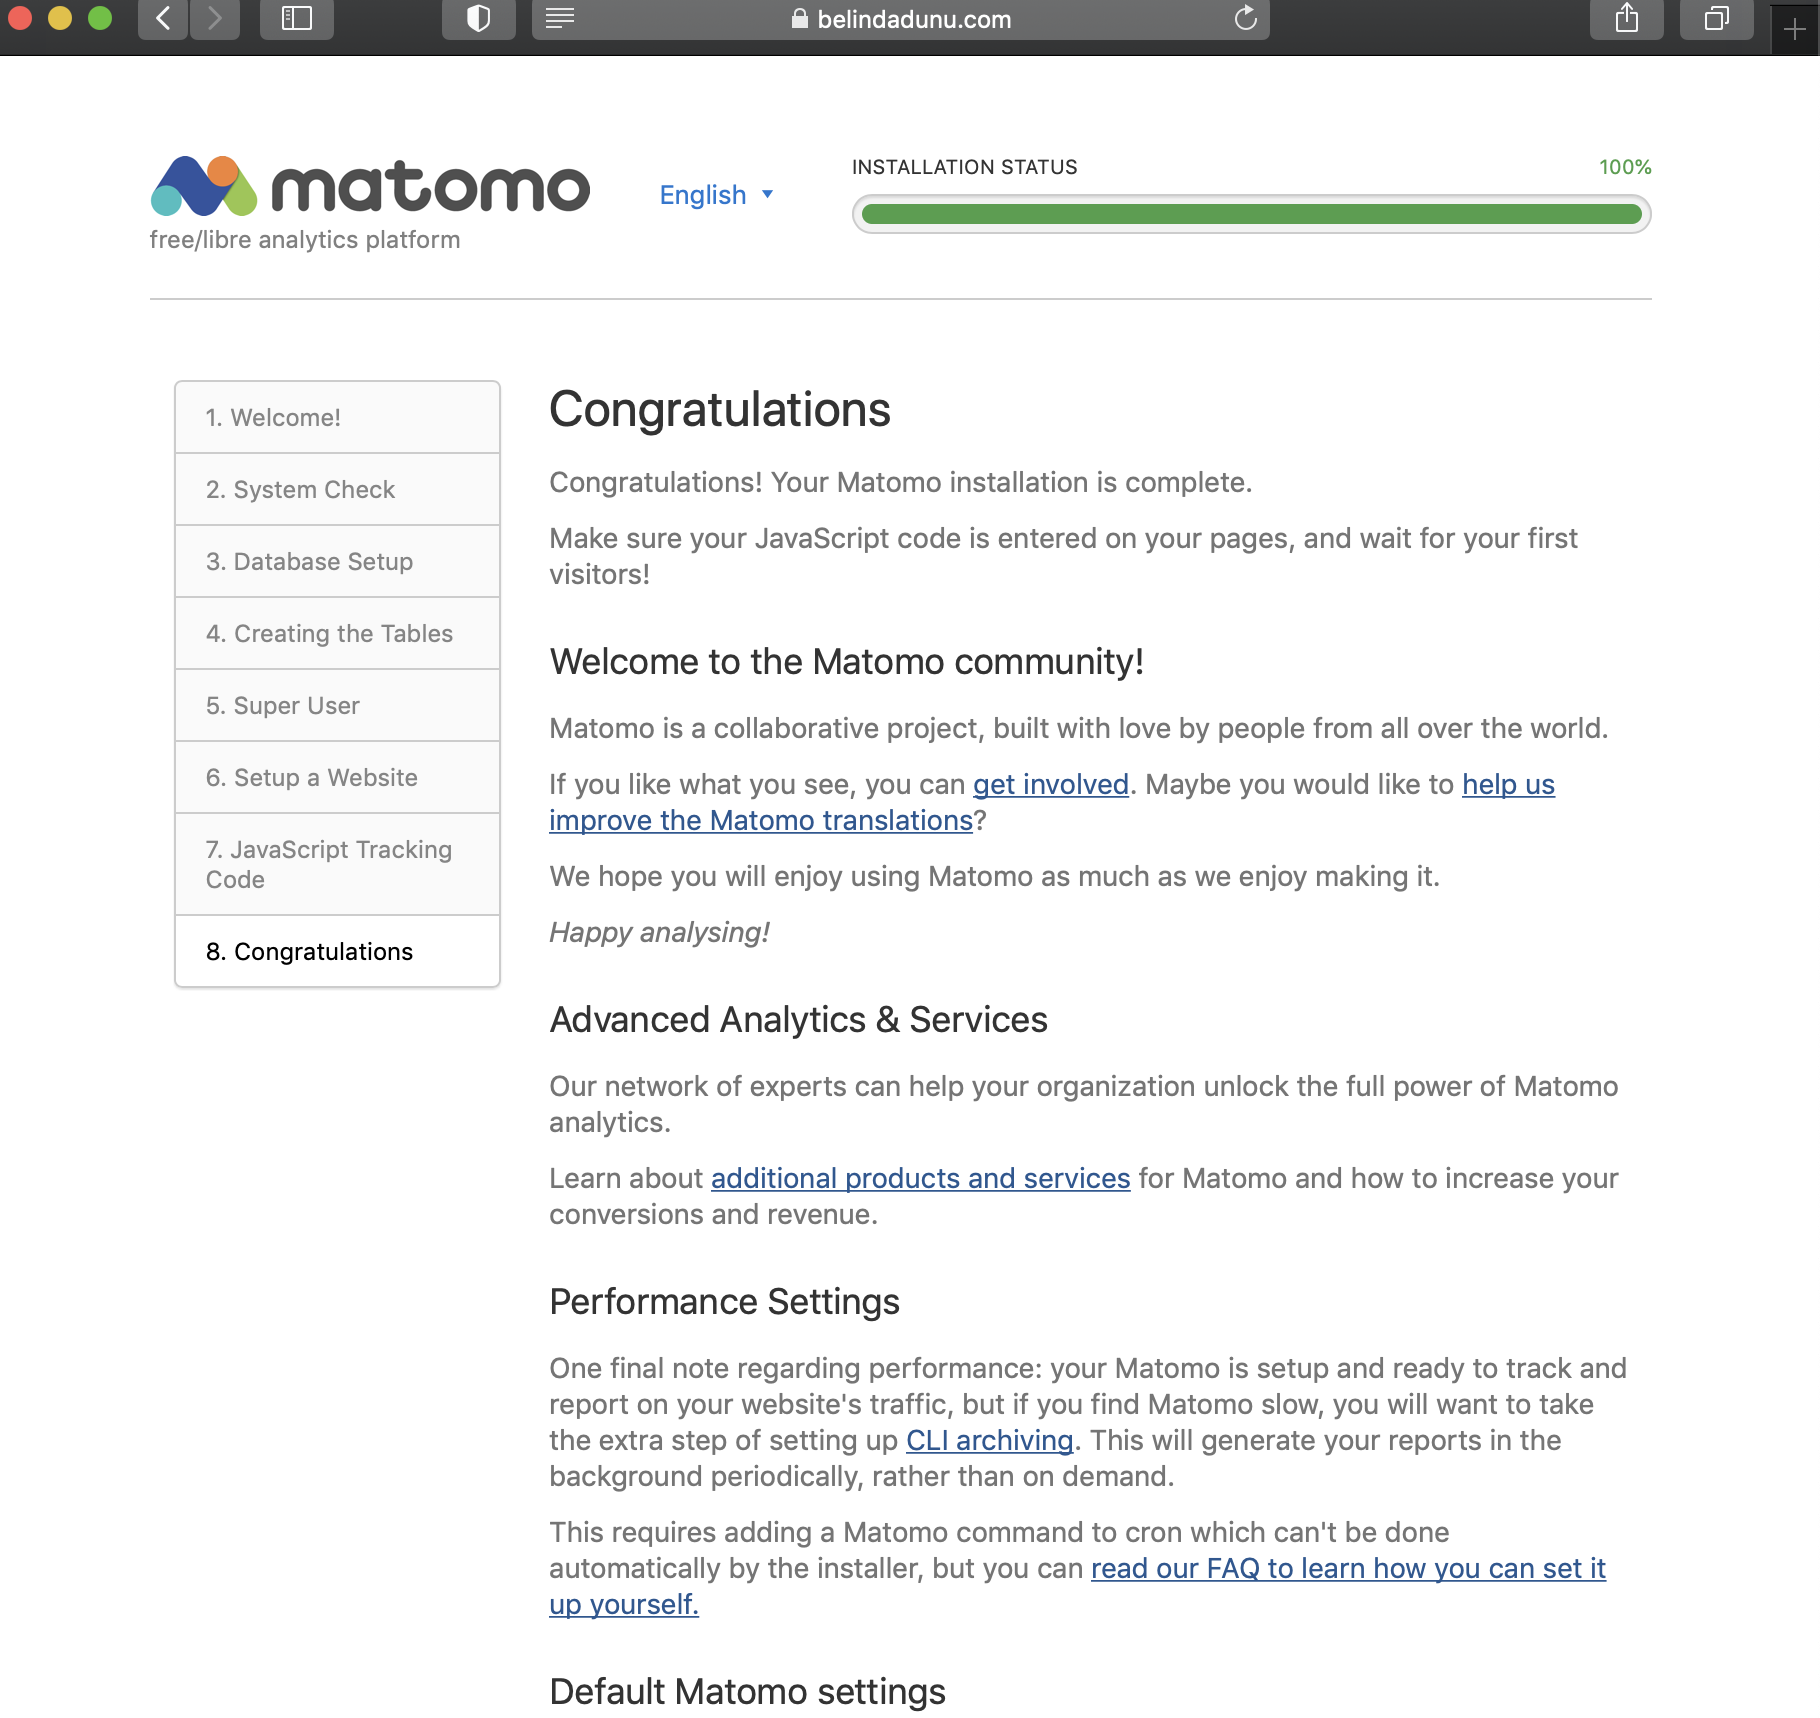 belindadunu.com
matomo
free/libre analytics platform
English
INSTALLATION STATUS
100%
1. Welcome!
2. System Check
3. Database Setup
4. Creating the Tables
5. Super User
6. Setup a Website
7. JavaScript Tracking
Code
8. Congratulations
Congratulations
Congratulations! Your Matomo installation is complete.
Make sure your JavaScript code is entered on your pages, and wait for your first
visitors!
Welcome to the Matomo community!
Matomo is a collaborative project, built with love by people from all over the world.
If you like what you see, you can get involved. Maybe you would like to help us
improve the Matomo translations?
We hope you will enjoy using Matomo as much as we enjoy making it.
Happy analysing!
Advanced Analytics & Services
Our network of experts can help your organization unlock the full power of Matomo
analytics.
Learn about additional products and services for Matomo and how to increase your
conversions and revenue.
Performance Settings
One final note regarding performance: your Matomo is setup and ready to track and
report on your website's traffic, but if you find Matomo slow, you will want to take
the extra step of setting up CLI archiving. This will generate your reports in the
background periodically, rather than on demand.
This requires adding a Matomo command to cron which can't be done
automatically by the installer, but you can read our FAQ to learn how you can set it
up yourself.
Default Matomo settings